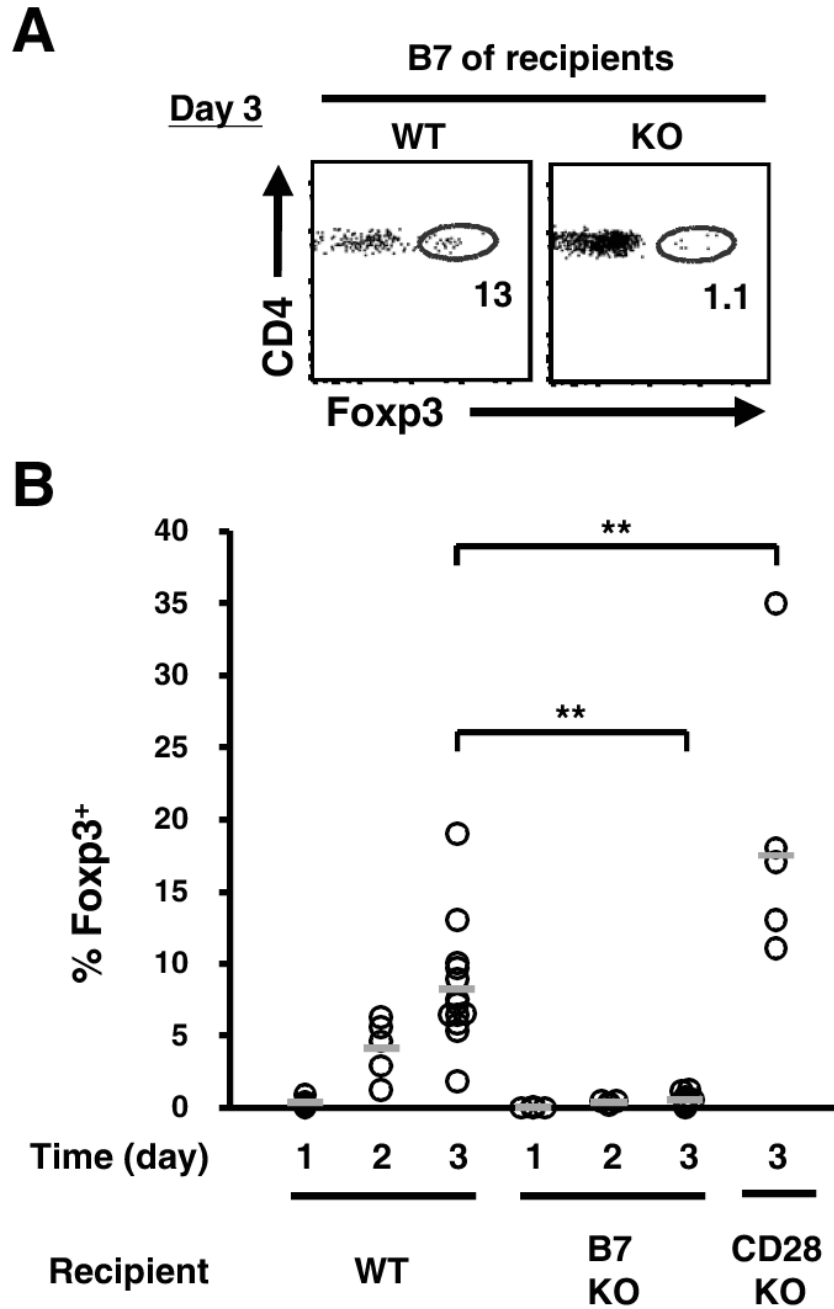 A
B7 of recipients
Day 3
WT KO
13 1.1
CD4
Foxp3
B
40
35
30
25
20
15
10
5
0
% Foxp3+
**
**
Time (day) 1 2 3 1 2 3 3
Recipient WT B7 KO CD28 KO